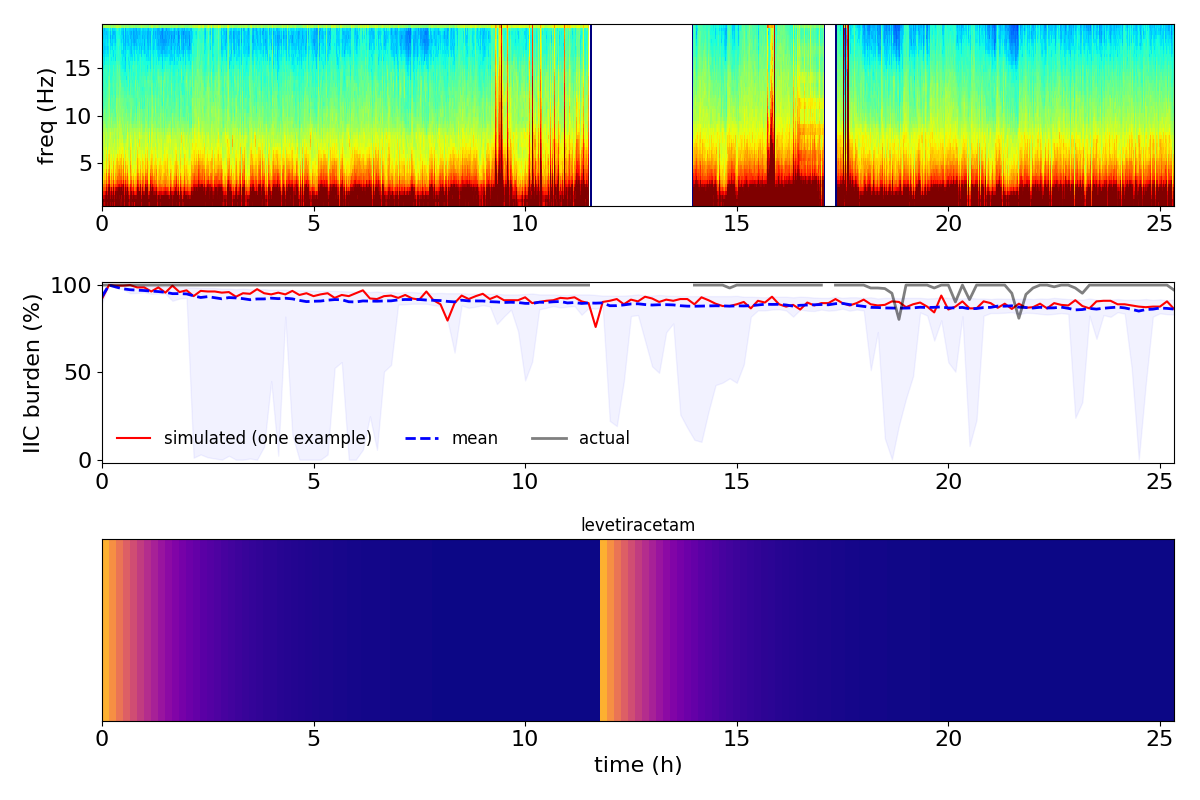 freq (Hz)
15
10
5
0 5 10 15 20 25
IIC burden (%)
100
50
0
simulated (one example) mean actual
0 5 10 15 20 25
levetiracetam
0 5 10 15 20 25
time (h)